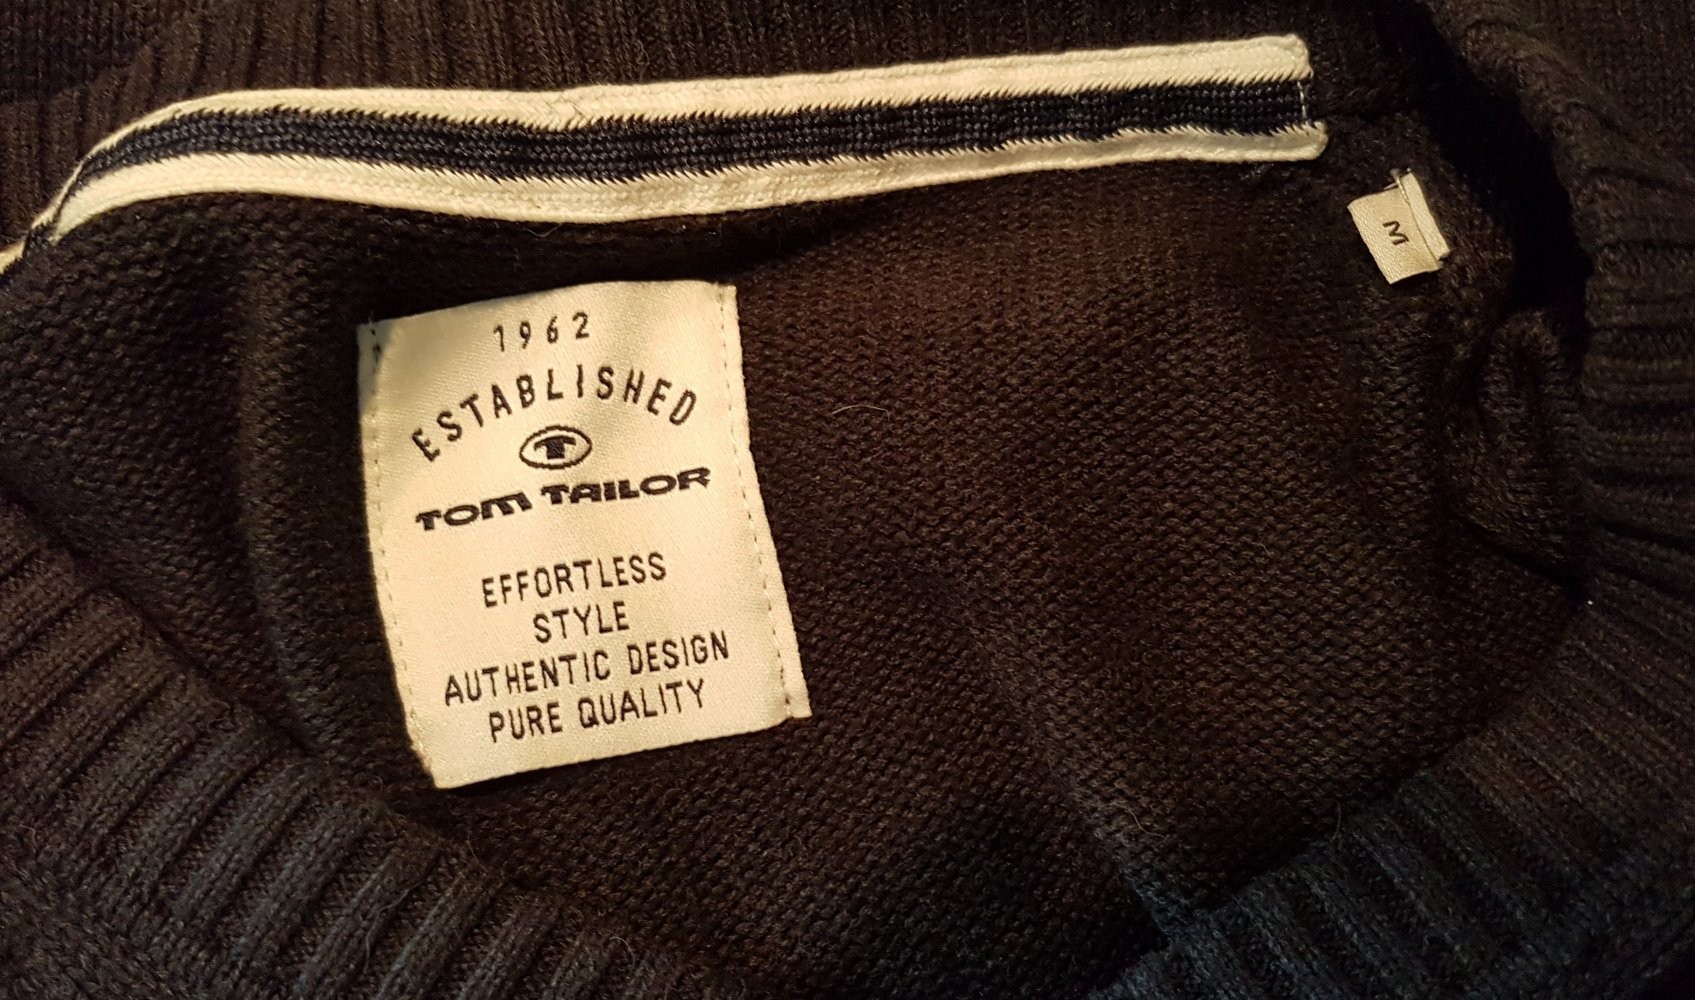 1962
ESTABLISHED
T
TOM TAILOR
EFFORTLESS
STYLE
AUTHENTIC DESIGN
PURE QUALITY
M